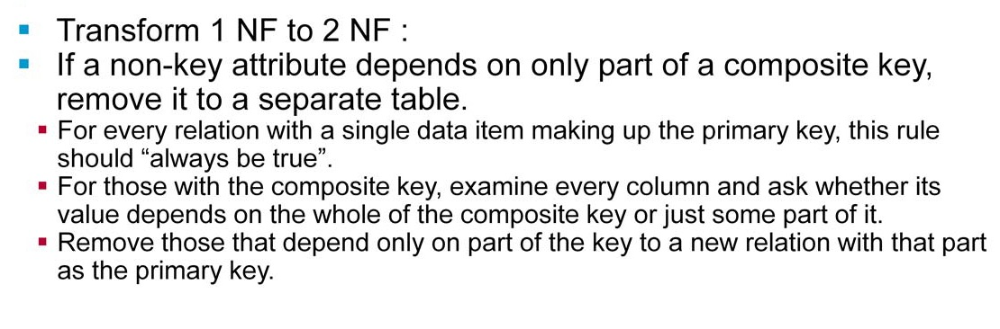 ▪ Transform 1 NF to 2 NF :
▪ If a non-key attribute depends on only part of a composite key,
remove it to a separate table.
▪ For every relation with a single data item making up the primary key, this rule
should “always be true”.
▪ For those with the composite key, examine every column and ask whether its
value depends on the whole of the composite key or just some part of it.
▪ Remove those that depend only on part of the key to a new relation with that part
as the primary key.